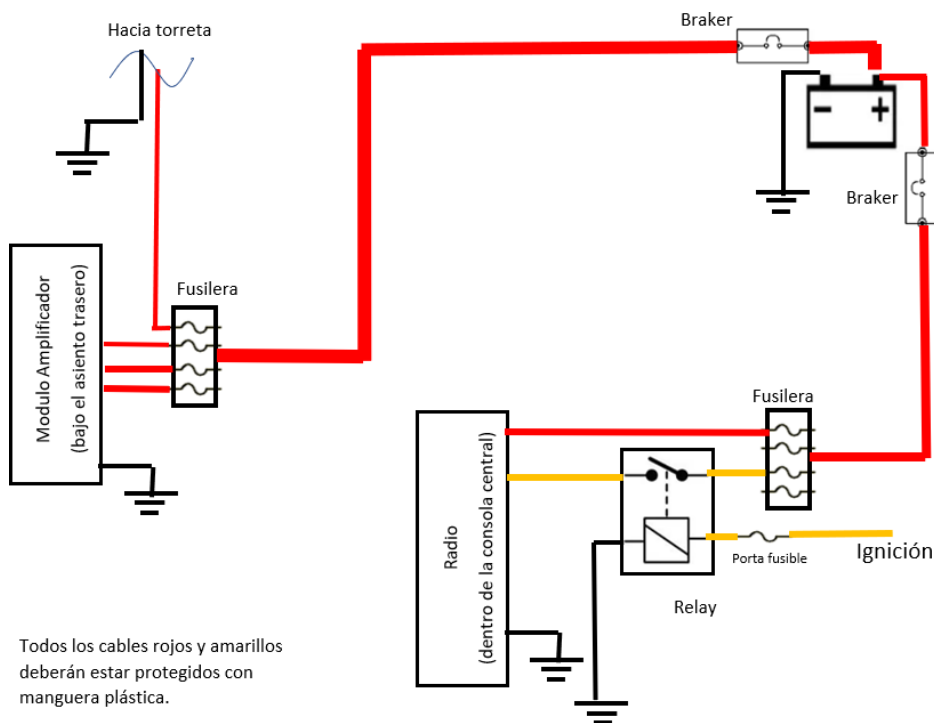 Hacia torreta
Braker
Braker
Modulo Amplificador
(bajo el asiento trasero)
Fusilera
Fusilera
Radio
(dentro de la consola central)
Porta fusible
Ignición
Relay
Todos los cables rojos y amarillos
deberán estar protegidos con
manguera plástica.